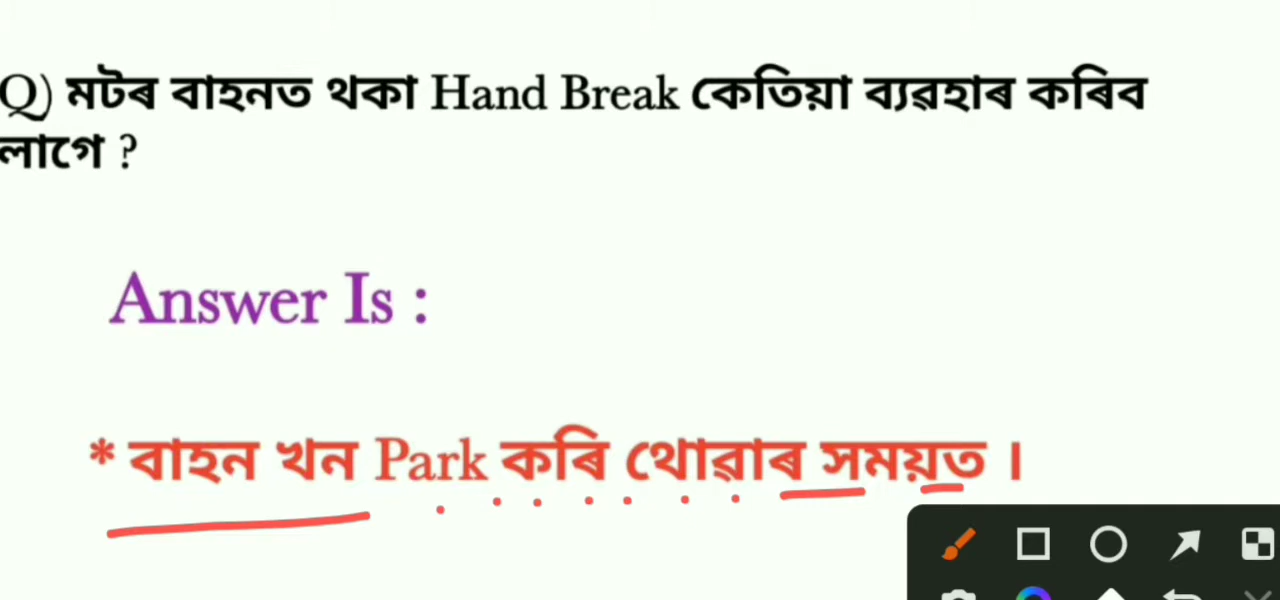 Q) মটৰ বাহনত থকা Hand Break কেতিয়া ব্যৱহাৰ কৰিব
লাগে ?
Answer Is :
* বাহন খন Park কৰি থোৱাৰ সময়ত ।